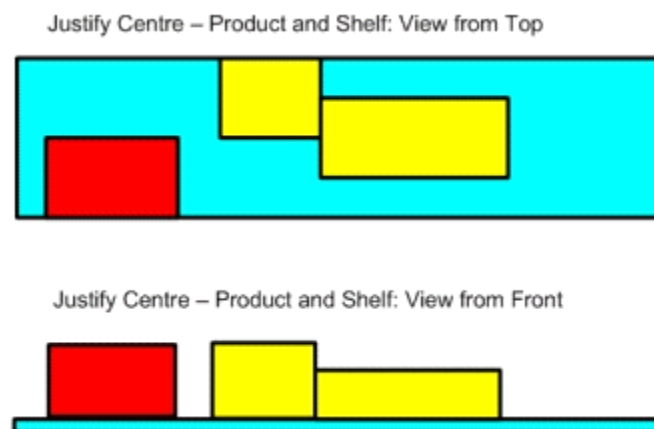 Justify Centre – Product and Shelf: View from Top
Justify Centre – Product and Shelf: View from Front